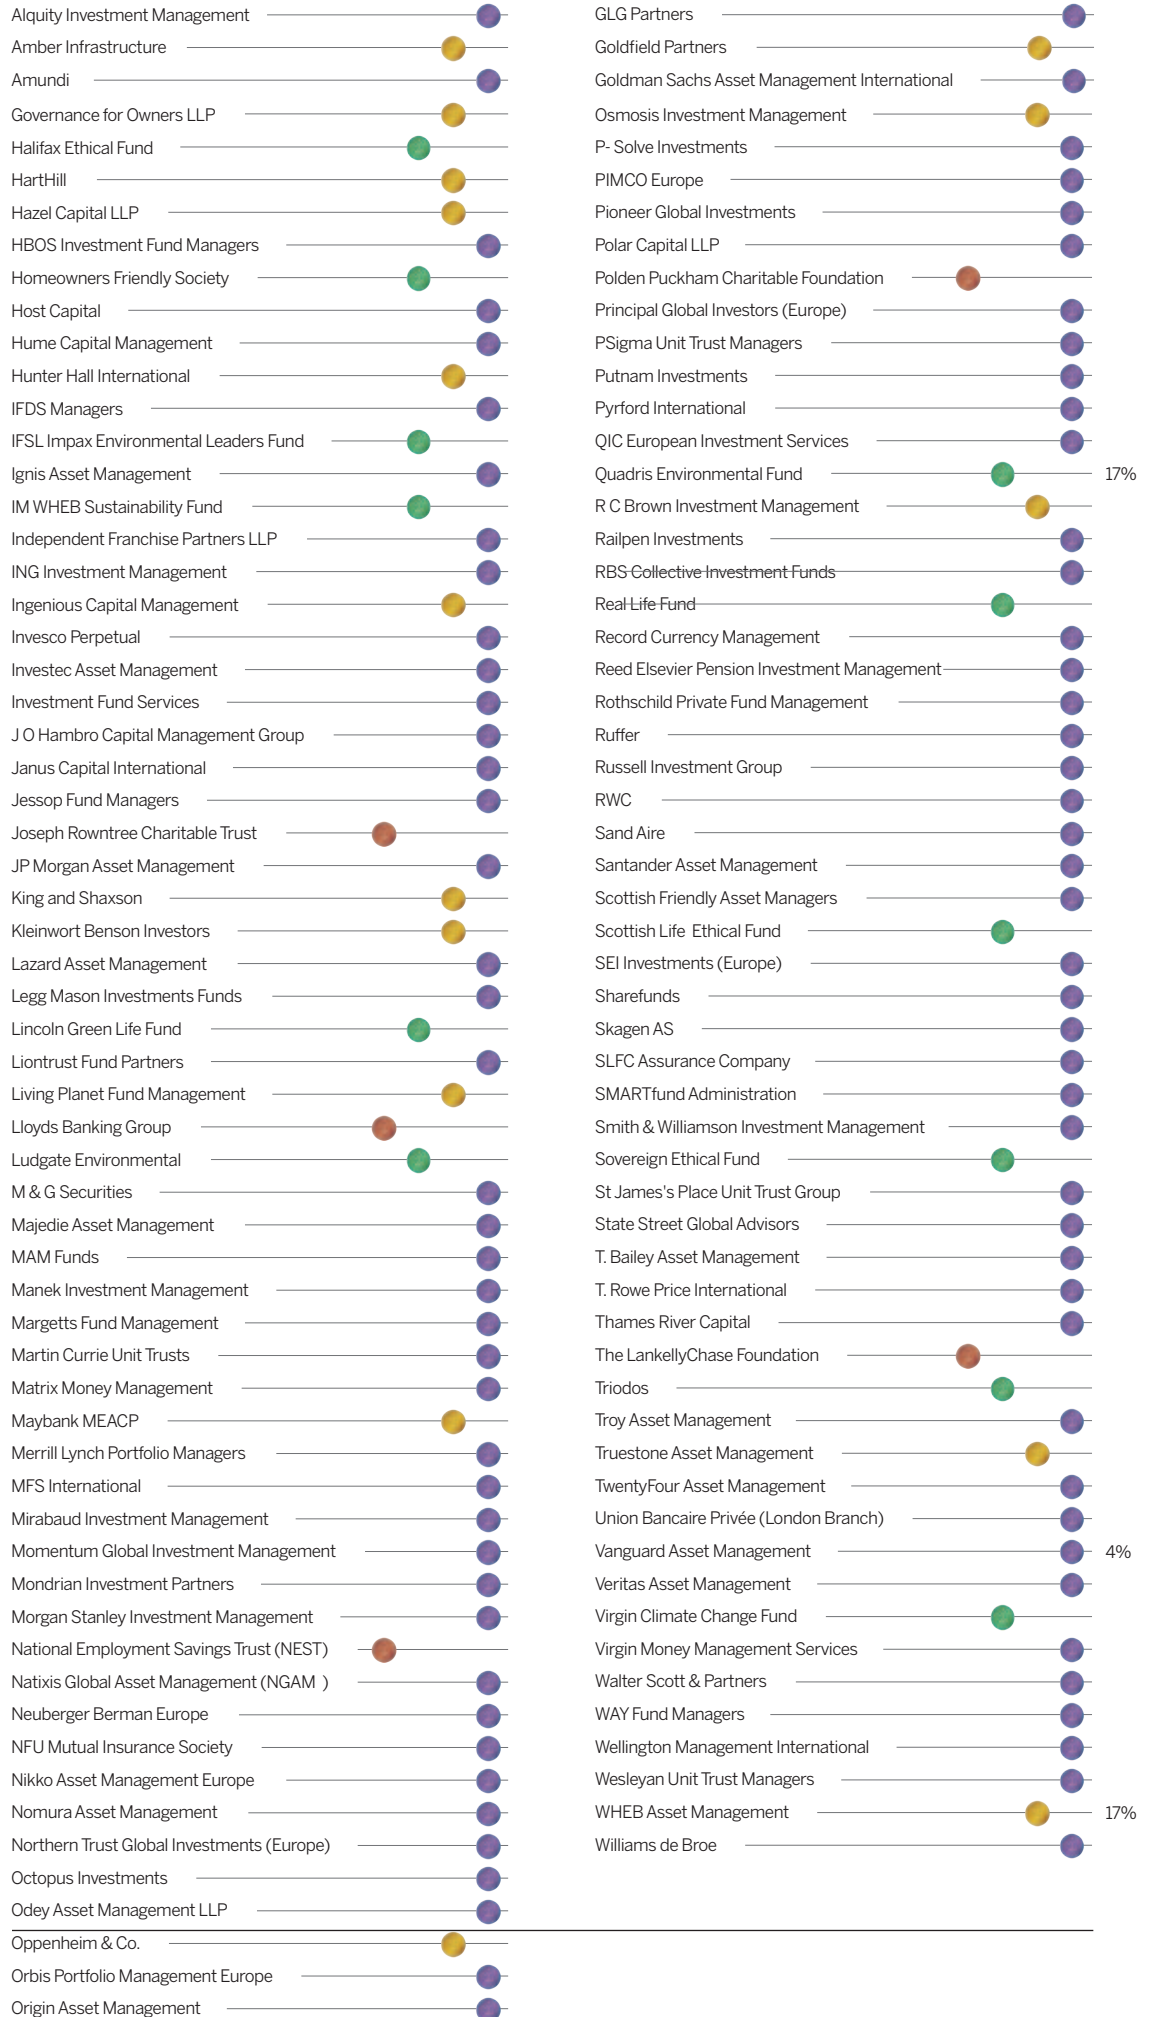 Alquity Investment Management
Amber Infrastructure
Amundi
Governance for Owners LLP
Halifax Ethical Fund
HartHill
Hazel Capital LLP
HBOS Investment Fund Managers
Homeowners Friendly Society
Host Capital
Hume Capital Management
Hunter Hall International
IFDS Managers
IFSL Impax Environmental Leaders Fund
Ignis Asset Management
IM WHEB Sustainability Fund
Independent Franchise Partners LLP
ING Investment Management
Ingenious Capital Management
Invesco Perpetual
Investec Asset Management
Investment Fund Services
J O Hambro Capital Management Group
Janus Capital International
Jessop Fund Managers
Joseph Rowntree Charitable Trust
JP Morgan Asset Management
King and Shaxson
Kleinwort Benson Investors
Lazard Asset Management
Legg Mason Investments Funds
Lincoln Green Life Fund
Liontrust Fund Partners
Living Planet Fund Management
Lloyds Banking Group
Ludgate Environmental
M & G Securities
Majedie Asset Management
MAM Funds
Manek Investment Management
Margetts Fund Management
Martin Currie Unit Trusts
Matrix Money Management
Maybank MEACP
Merrill Lynch Portfolio Managers
MFS International
Mirabaud Investment Management
Momentum Global Investment Management
Mondrian Investment Partners
Morgan Stanley Investment Management
National Employment Savings Trust (NEST)
Natixis Global Asset Management (NGAM )
Neuberger Berman Europe
NFU Mutual Insurance Society
Nikko Asset Management Europe
Nomura Asset Management
Northern Trust Global Investments (Europe)
Octopus Investments
Odey Asset Management LLP
Oppenheim & Co.
Orbis Portfolio Management Europe
Origin Asset Management
GLG Partners
Goldfield Partners
Goldman Sachs Asset Management International
Osmosis Investment Management
P- Solve Investments
PIMCO Europe
Pioneer Global Investments
Polar Capital LLP
Polden Puckham Charitable Foundation
Principal Global Investors (Europe)
PSigma Unit Trust Managers
Putnam Investments
Pyrford International
QIC European Investment Services
Quadris Environmental Fund 17%
R C Brown Investment Management
Railpen Investments
RBS Collective Investment Funds
Real Life Fund
Record Currency Management
Reed Elsevier Pension Investment Management
Rothschild Private Fund Management
Ruffer
Russell Investment Group
RWC
Sand Aire
Santander Asset Management
Scottish Friendly Asset Managers
Scottish Life Ethical Fund
SEI Investments (Europe)
Sharefunds
Skagen AS
SLFC Assurance Company
SMARTfund Administration
Smith & Williamson Investment Management
Sovereign Ethical Fund
St James's Place Unit Trust Group
State Street Global Advisors
T. Bailey Asset Management
T. Rowe Price International
Thames River Capital
The LankellyChase Foundation
Triodos
Troy Asset Management
Truestone Asset Management
TwentyFour Asset Management
Union Bancaire Privée (London Branch)
Vanguard Asset Management 4%
Veritas Asset Management
Virgin Climate Change Fund
Virgin Money Management Services
Walter Scott & Partners
WAY Fund Managers
Wellington Management International
Wesleyan Unit Trust Managers
WHEB Asset Management 17%
Williams de Broe